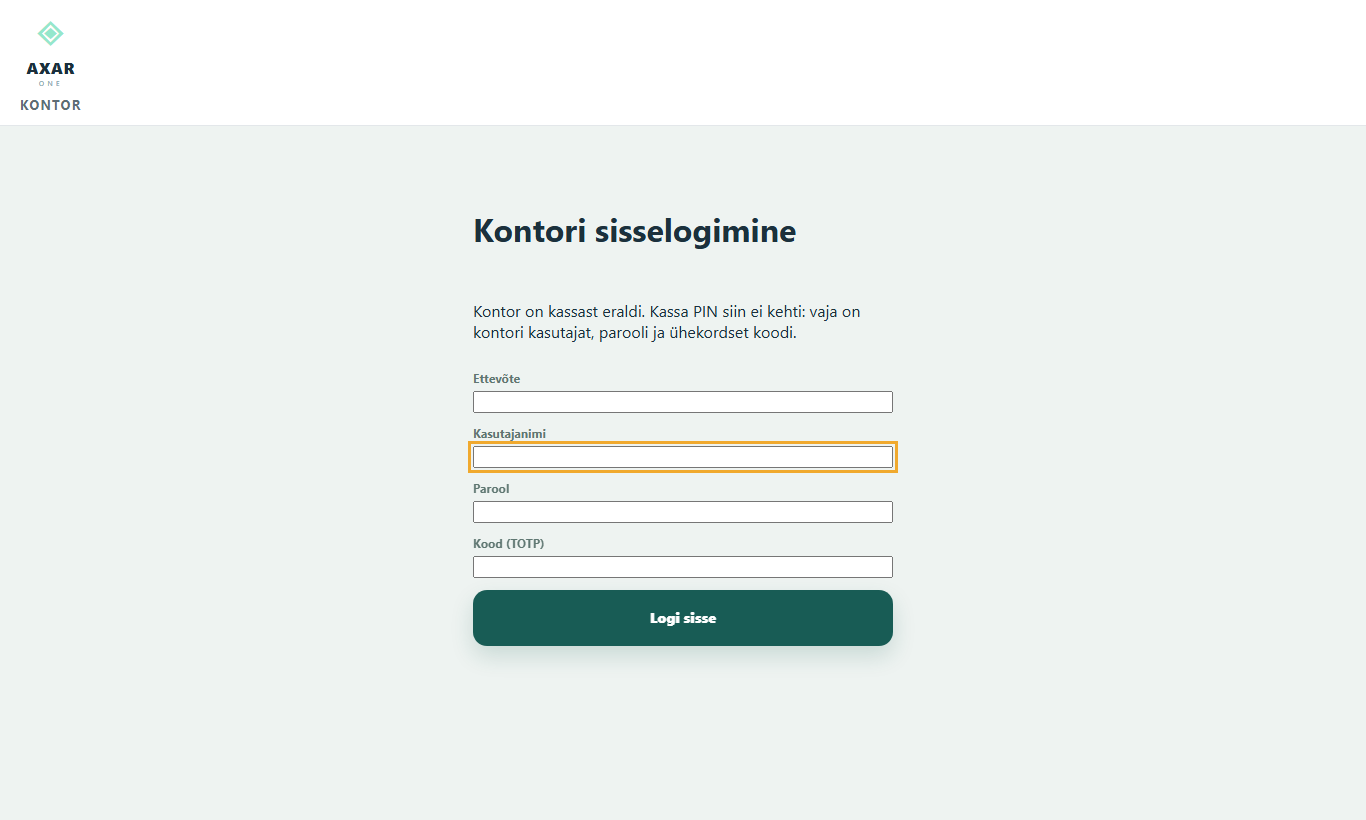 AXAR
ONE
KONTOR
Kontori sisselogimine
Kontor on kassast eraldi. Kassa PIN siin ei kehti: vaja on
kontori kasutajat, parooli ja ühekordset koodi.
Ettevõte
Kasutajanimi
Parool
Kood (TOTP)
Logi sisse